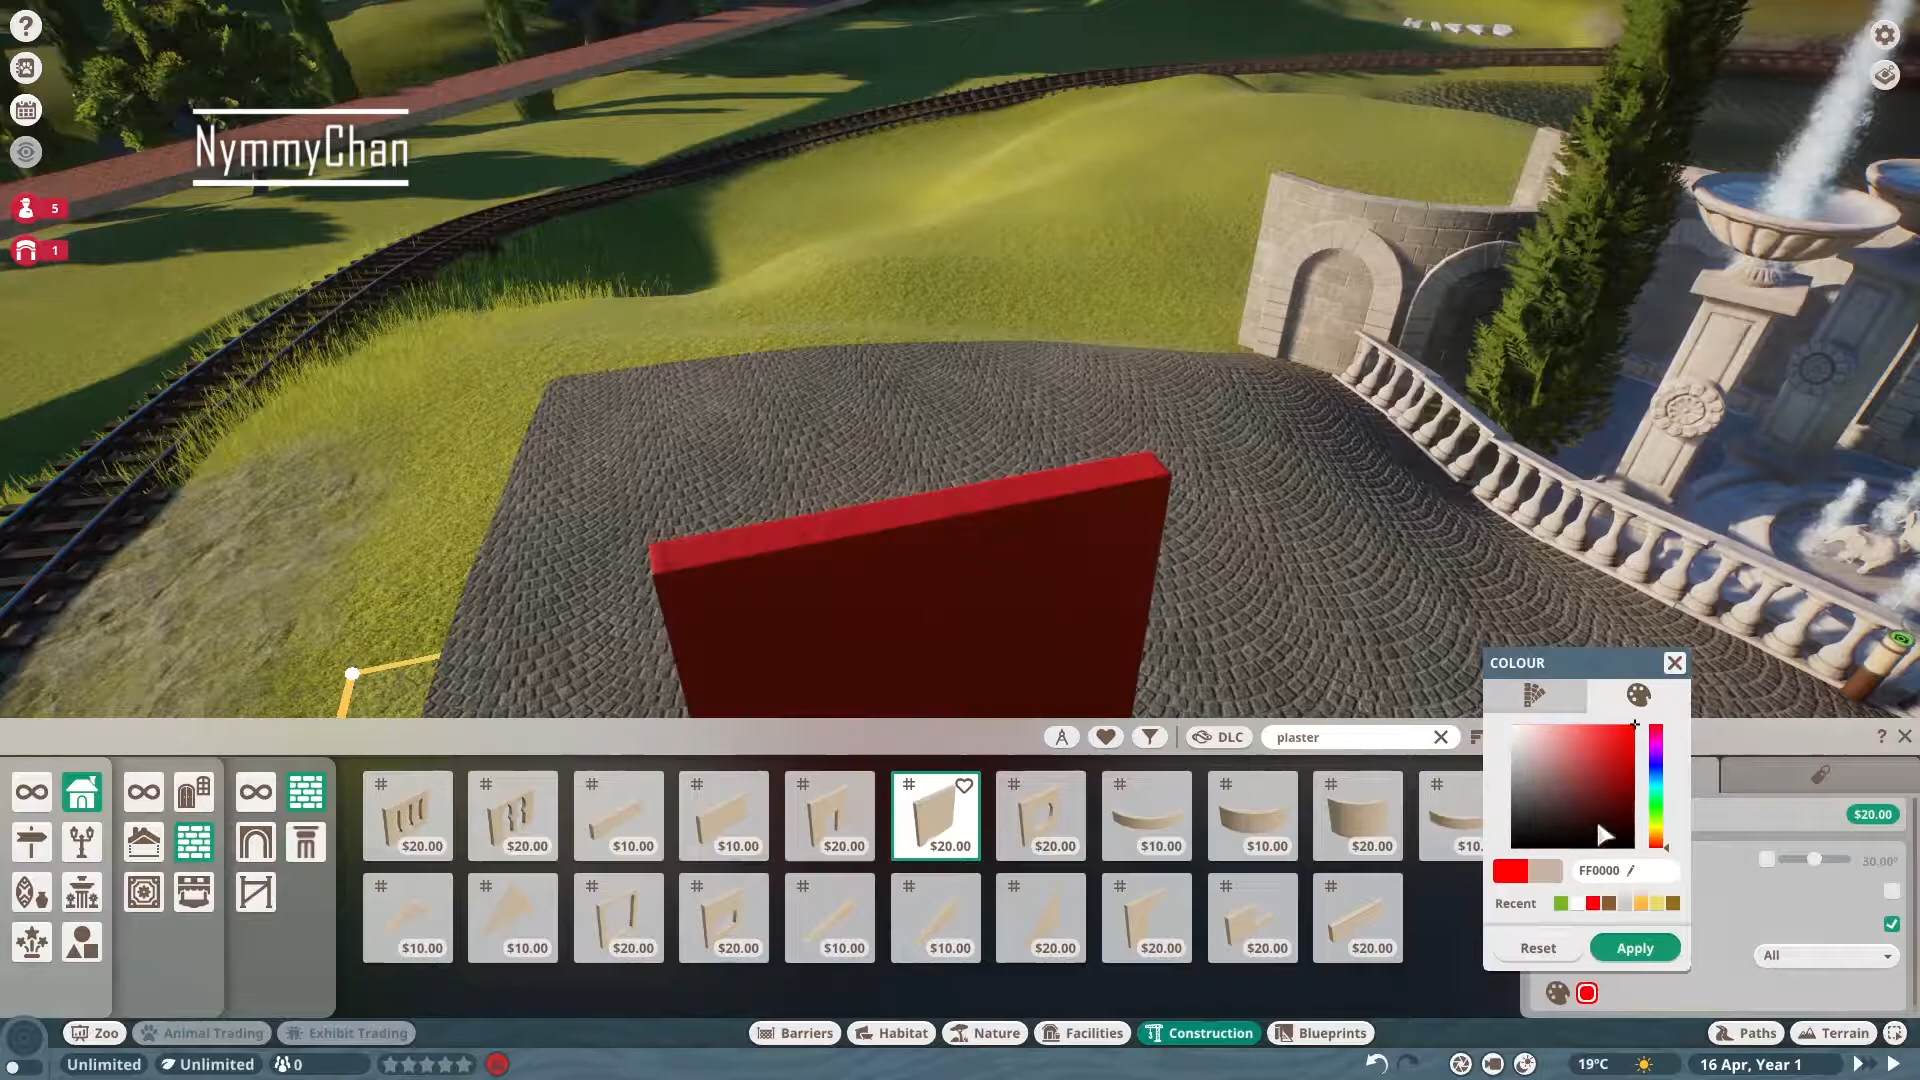 NymmyChan
5
1
DLC
plaster
COLOUR
FF0000
Recent
Reset
Apply
$20.00
30.00°
All
$20.00
$20.00
$10.00
$10.00
$20.00
$20.00
$20.00
$10.00
$10.00
$20.00
$10.
$10.00
$10.00
$20.00
$20.00
$10.00
$10.00
$20.00
$20.00
$20.00
$20.00
Zoo
Animal Trading
Exhibit Trading
Barriers
Habitat
Nature
Facilities
Construction
Blueprints
Paths
Terrain
Unlimited
Unlimited
0
19°C
16 Apr, Year 1